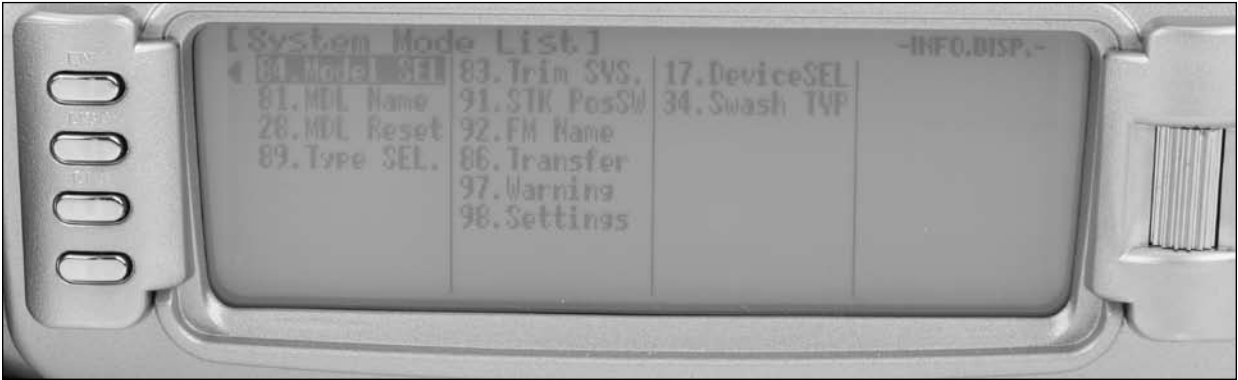 [System Mode List]
-INFO.DISP.-
84.Model SEL
81.MDL Name
28.MDL Reset
89.Type SEL.
83.Trim SYS.
91.STK PosSW
92.FM Name
86.Transfer
97.Warning
98.Settings
17.DeviceSEL
34.Swash TYP